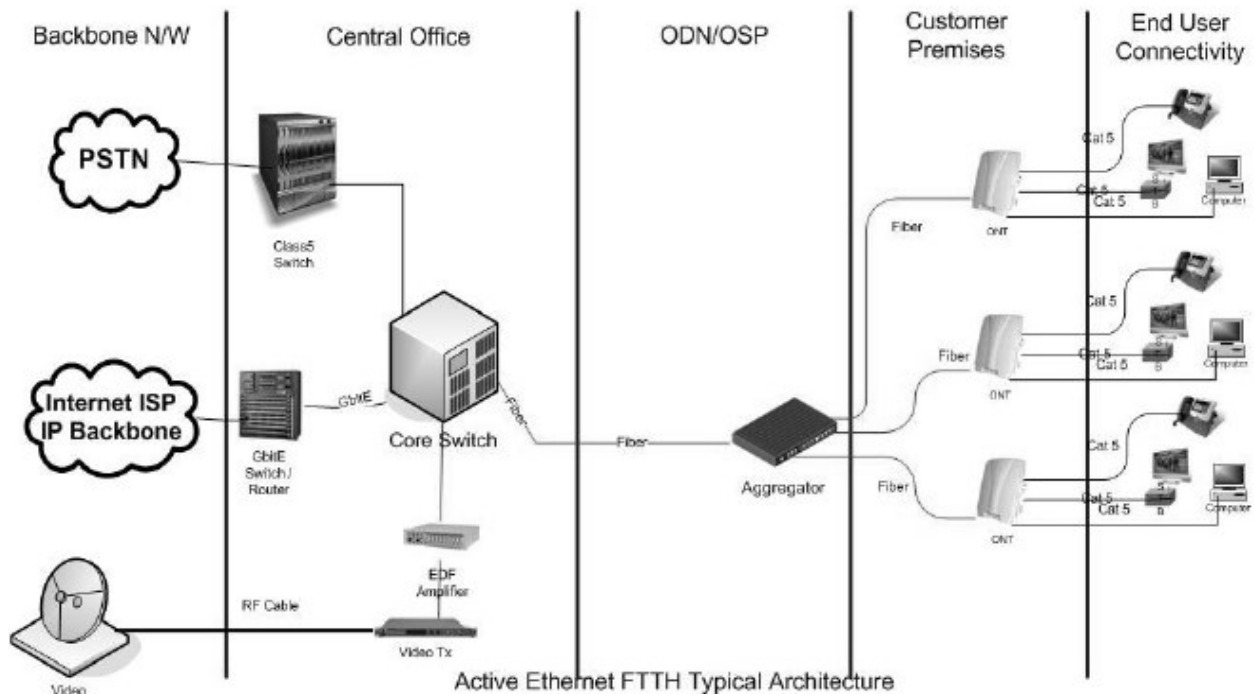 Backbone N/W
Central Office
ODN/OSP
Customer
Premises
End User
Connectivity
PSTN
Class5
Switch
Internet ISP
IP Backbone
GbitE
Switch /
Router
GbitE
Core Switch
Fiber
EDF
Amplifier
RF Cable
Video Tx
Video
Fiber
Aggregator
Fiber
ONT
Cat 5
Cat 5
Cat 5
S
T
B
Computer
Fiber
ONT
Cat 5
Cat 5
Cat 5
S
T
B
Computer
Fiber
ONT
Cat 5
Cat 5
Cat 5
S
T
B
Computer
Active Ethernet FTTH Typical Architecture